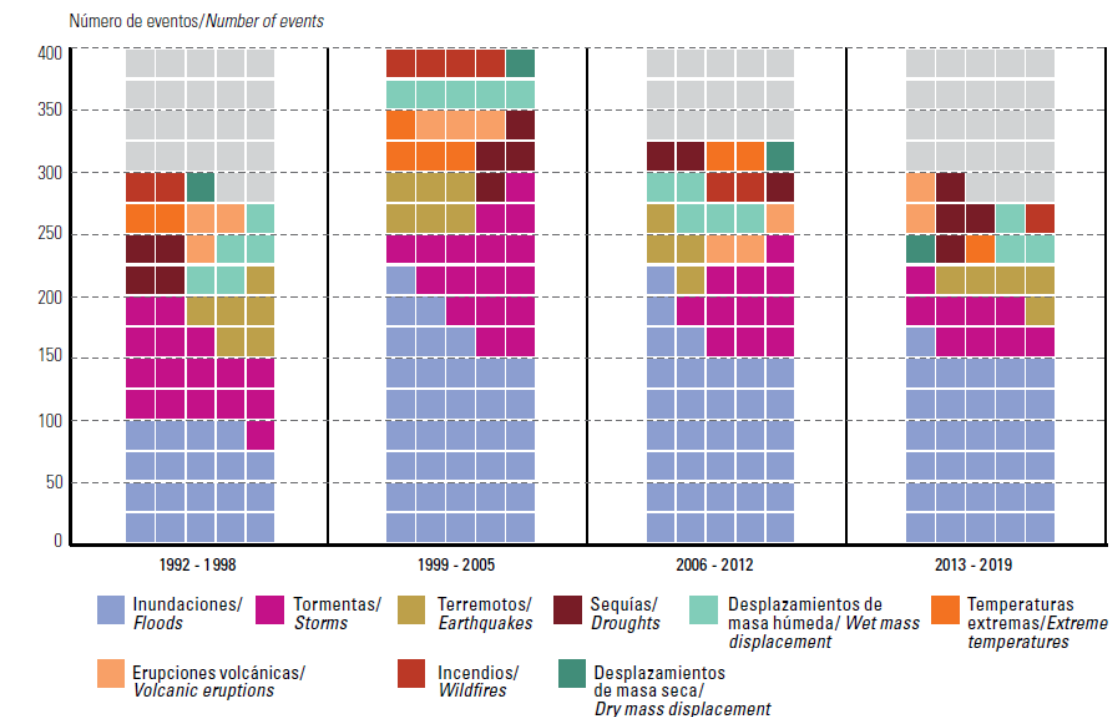 Número de eventos/Number of events
400
350
300
250
200
150
100
50
0
1992 - 1998
1999 - 2005
2006 - 2012
2013 - 2019
Inundaciones/
Floods
Tormentas/
Storms
Terremotos/
Earthquakes
Sequías/
Droughts
Desplazamientos de
masa húmeda/ Wet mass
displacement
Temperaturas
extremas/Extreme
temperatures
Erupciones volcánicas/
Volcanic eruptions
Incendios/
Wildfires
Desplazamientos
de masa seca/
Dry mass displacement